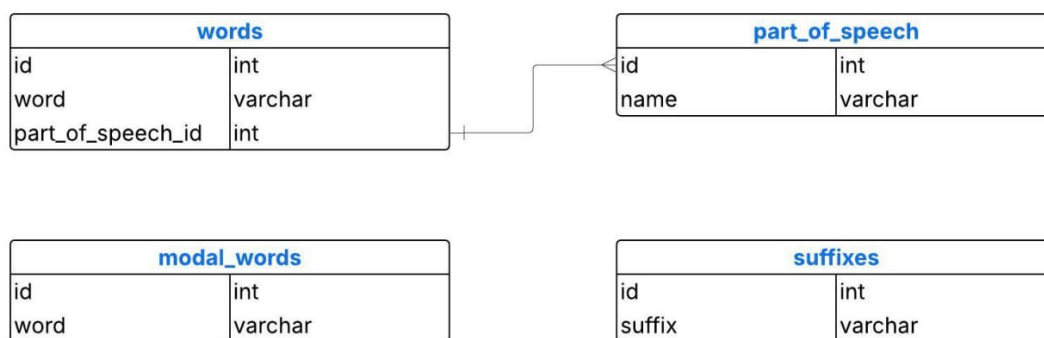 words
id int
word varchar
part_of_speech_id int
part_of_speech
id int
name varchar
modal_words
id int
word varchar
suffixes
id int
suffix varchar